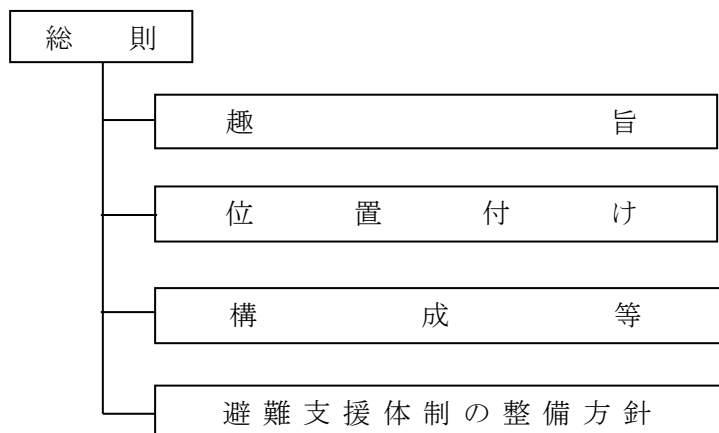 総則
趣旨
位置付け
構成等
避難支援体制の整備方針